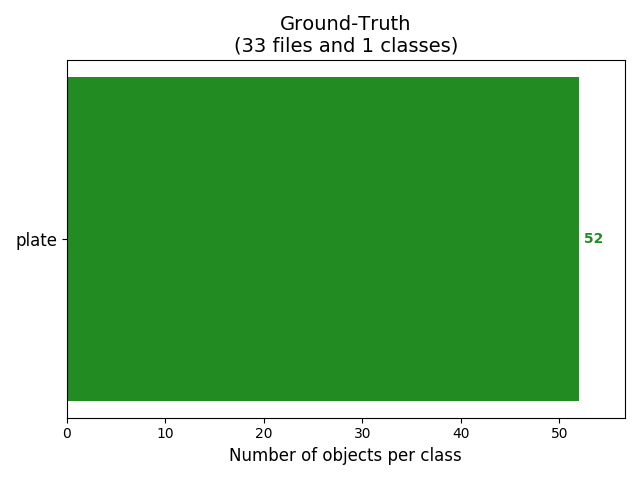 Ground-Truth
(33 files and 1 classes)
plate
52
0 10 20 30 40 50
Number of objects per class